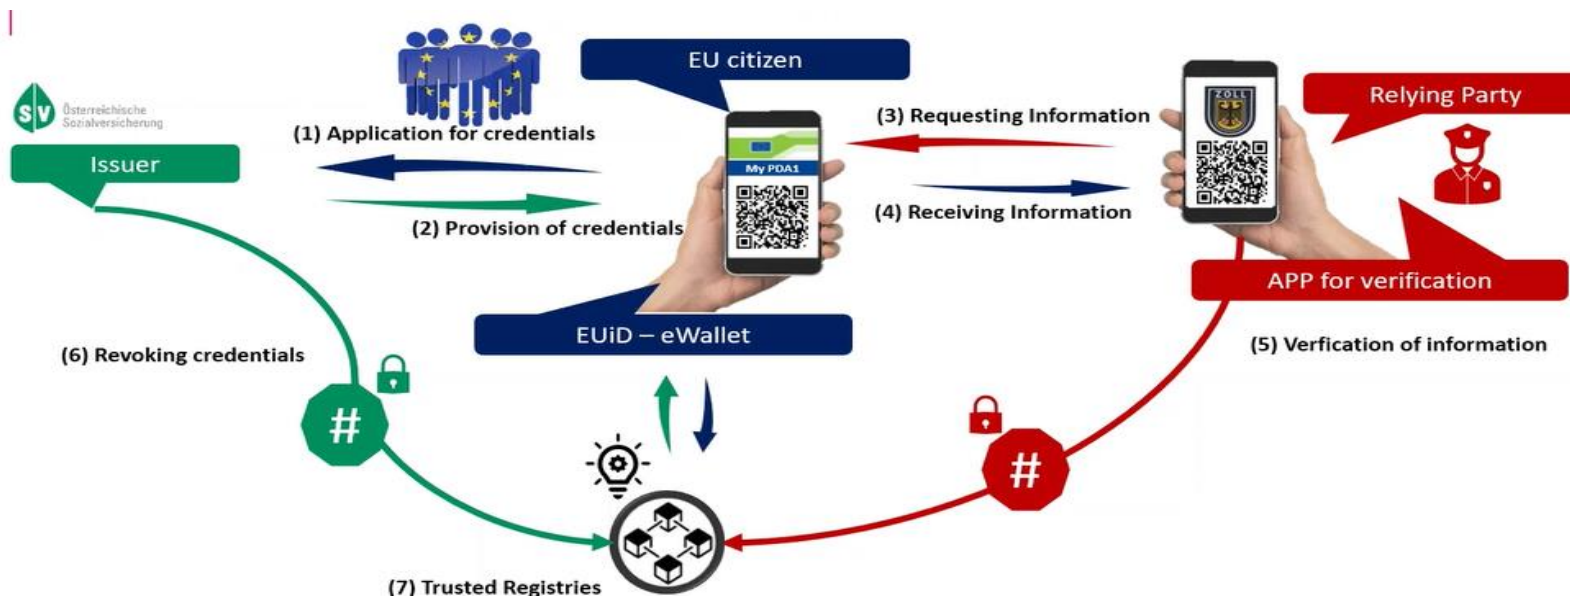 EU citizen
SV
Österreichische
Sozialversicherung
Issuer
(1) Application for credentials
(2) Provision of credentials
My PDA1
EUiD – eWallet
(3) Requesting Information
(4) Receiving Information
ZOLL
Relying Party
APP for verification
(5) Verfication of information
(6) Revoking credentials
#
#
(7) Trusted Registries